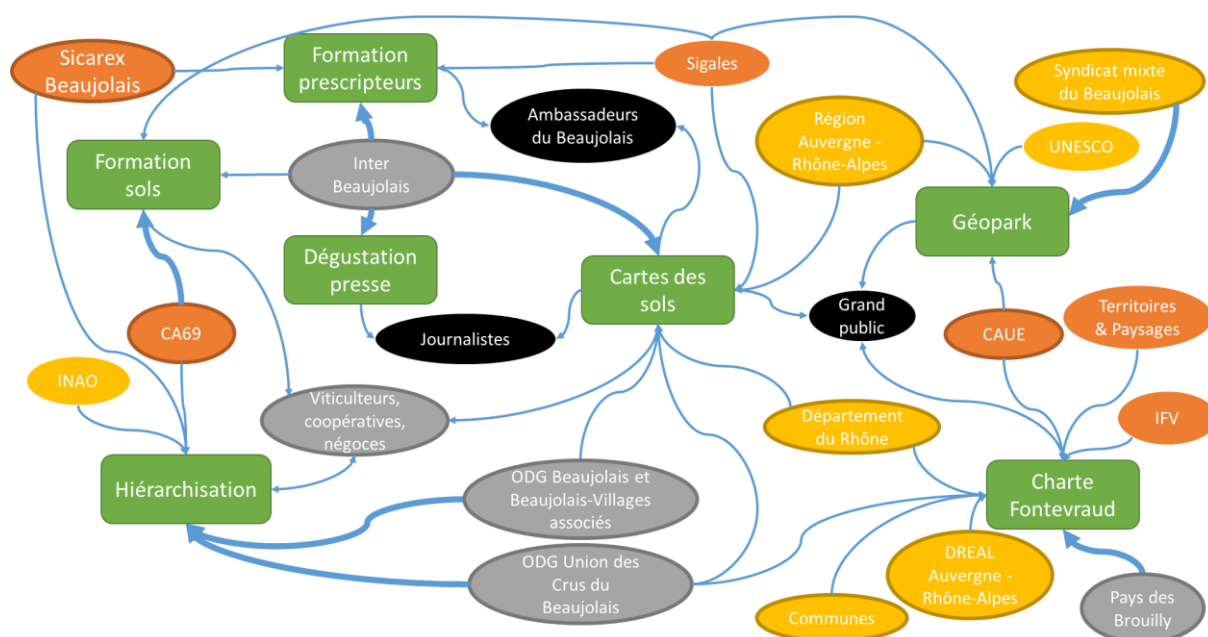 Sicarex
Beaujolais
Formation
prescripteurs
Sigales
Syndicat mixte
du Beaujolais
Ambassadeurs
du Beaujolais
Région
Auvergne -
Rhône-Alpes
UNESCO
Formation
sols
Inter
Beaujolais
Géopark
Dégustation
presse
Cartes des
sols
Grand
public
Territoires
& Paysages
CA69
Journalistes
CAUE
INAO
Viticulteurs,
coopératives,
négoces
Département
du Rhône
IFV
Hiérarchisation
ODG Beaujolais et
Beaujolais-Villages
associés
Charte
Fontevraud
ODG Union des
Crus du
Beaujolais
DREAL
Auvergne -
Rhône-Alpes
Communes
Pays des
Brouilly